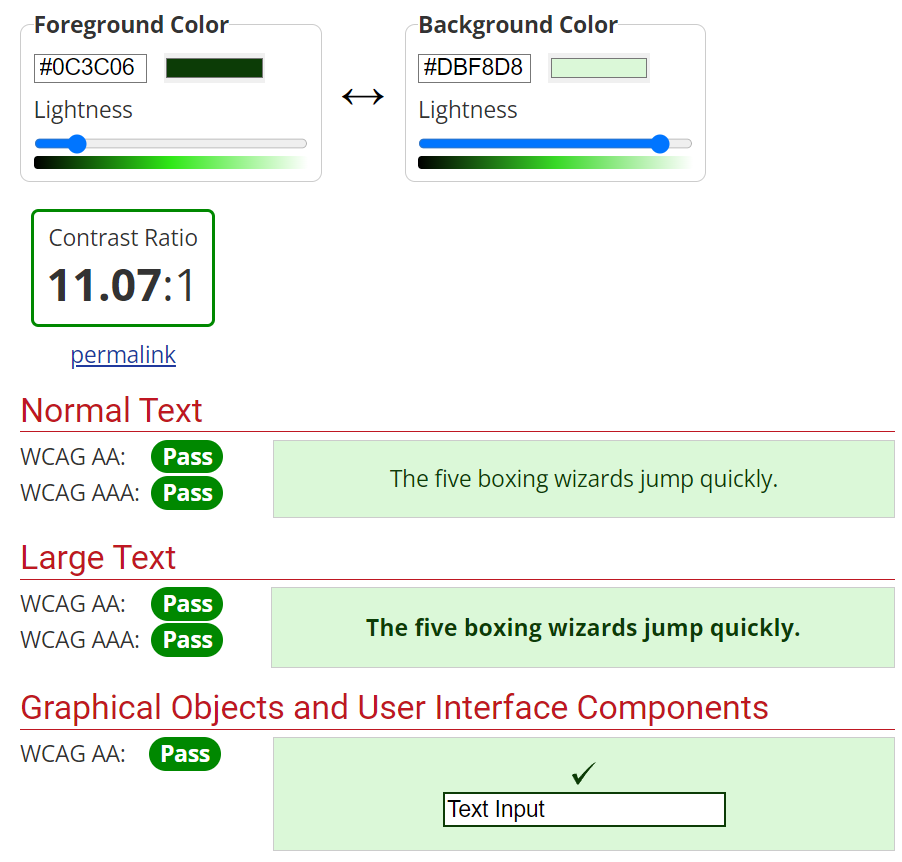 Foreground Color
#0C3C06
Lightness
Background Color
#DBF8D8
Lightness
Contrast Ratio
11.07:1
permalink
Normal Text
WCAG AA: Pass
WCAG AAA: Pass
The five boxing wizards jump quickly.
Large Text
WCAG AA: Pass
WCAG AAA: Pass
The five boxing wizards jump quickly.
Graphical Objects and User Interface Components
WCAG AA: Pass
✓
Text Input